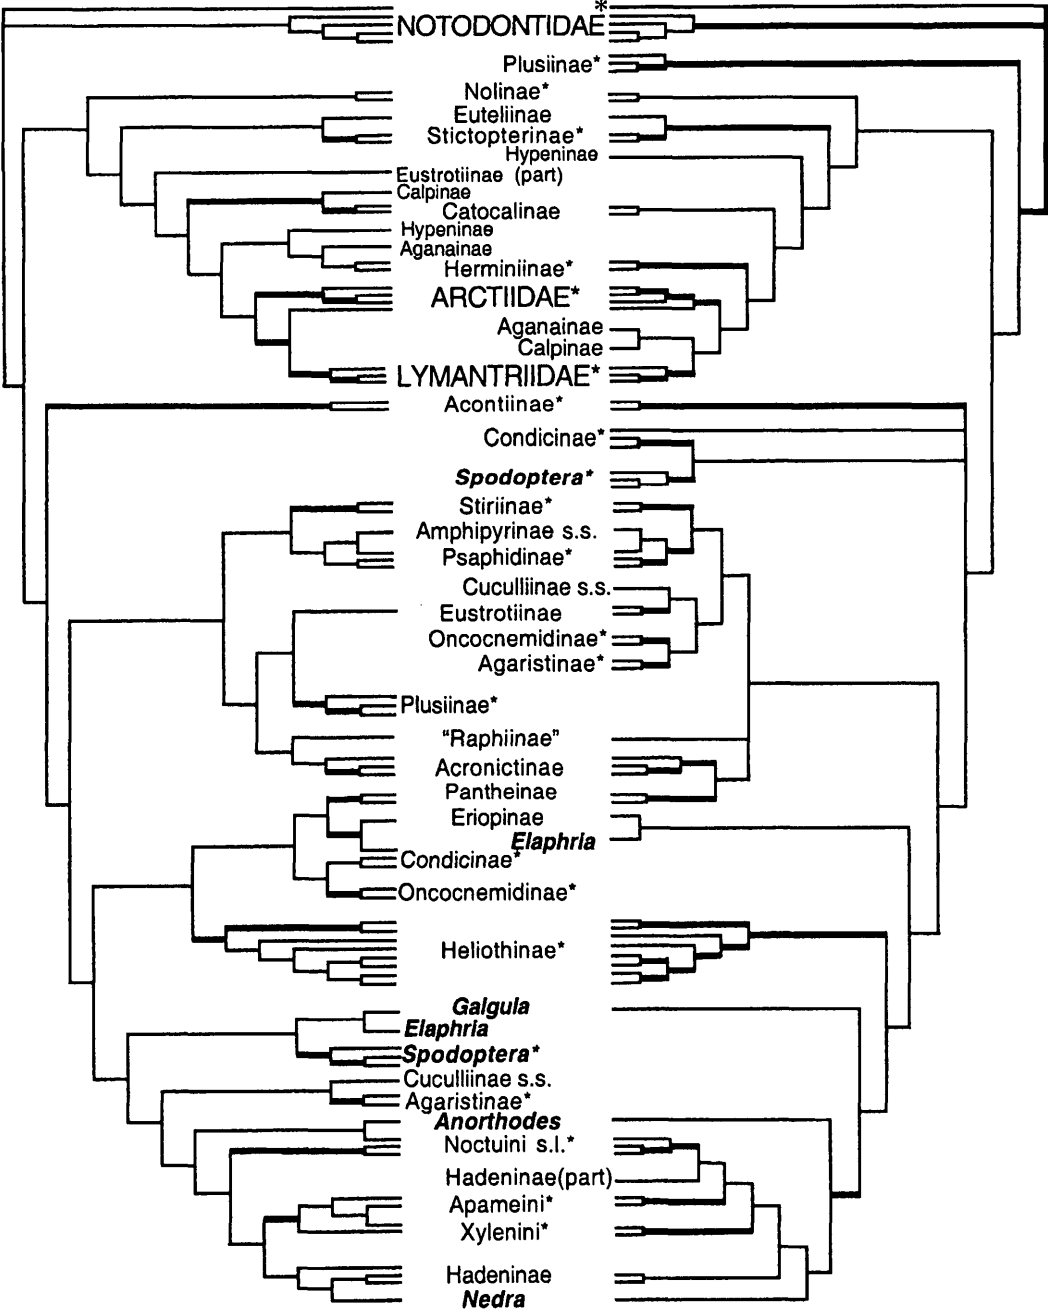 *
NOTODONTIDAE
Plusiinae*
Nolinae*
Euteliinae
Stictopterinae*
Hypeninae
Eustrotiinae (part)
Calpinae
Catocalinae
Hypeninae
Aganainae
Herminiinae*
ARCTIIDAE*
Aganainae
Calpinae
LYMANTRIIDAE*
Acontiinae*
Condicinae*
Spodoptera*
Stiriinae*
Amphipyrinae s.s.
Psaphidinae*
Cuculliinae s.s.
Eustrotiinae
Oncocnemidinae*
Agaristinae*
Plusiinae*
“Raphiinae”
Acronictinae
Pantheinae
Eriopinae
Elaphria
Condicinae*
Oncocnemidinae*
Heliothinae*
Galgula
Elaphria
Spodoptera*
Cuculliinae s.s.
Agaristinae*
Anorthodes
Noctuini s.l.*
Hadeninae(part)
Apameini*
Xylenini*
Hadeninae
Nedra